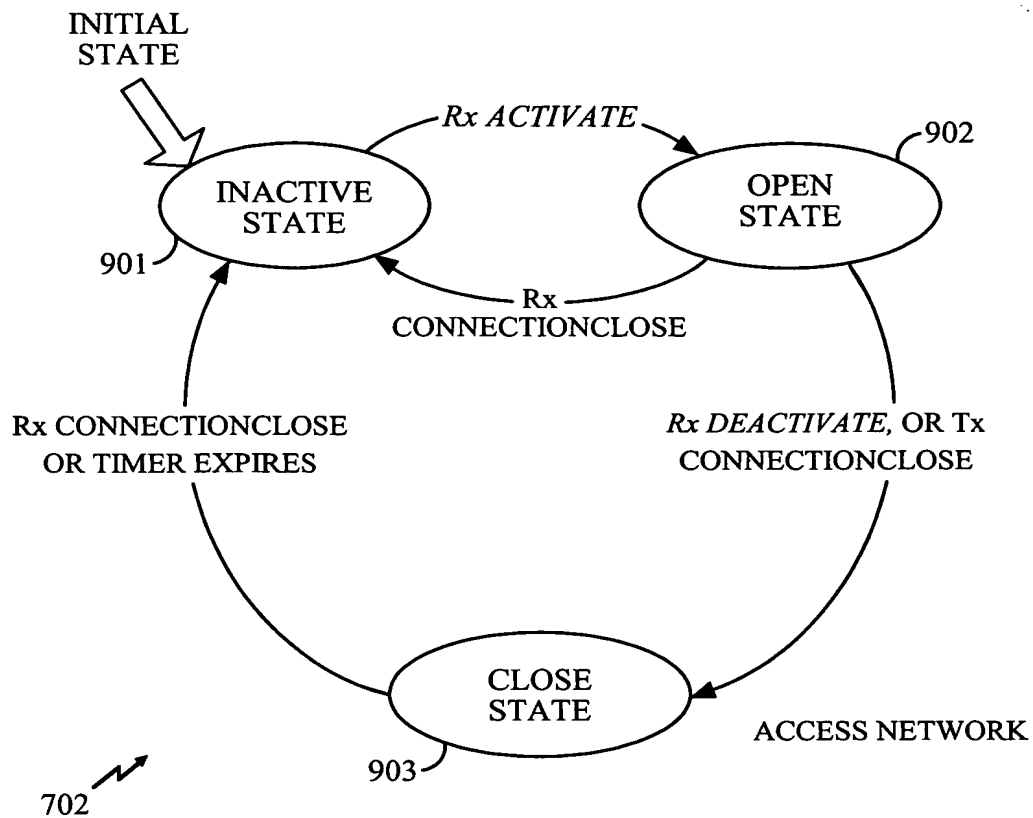 INITIAL
STATE
Rx ACTIVATE
902
INACTIVE
STATE
OPEN
STATE
901
Rx
CONNECTIONCLOSE
Rx CONNECTIONCLOSE
OR TIMER EXPIRES
Rx DEACTIVATE, OR Tx
CONNECTIONCLOSE
CLOSE
STATE
ACCESS NETWORK
903
702